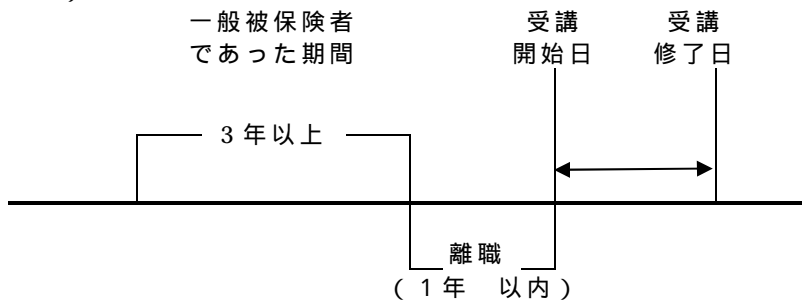 一般被保険者
であった期間
受講
開始日
受講
修了日
3年以上
離職
(1年 以内)